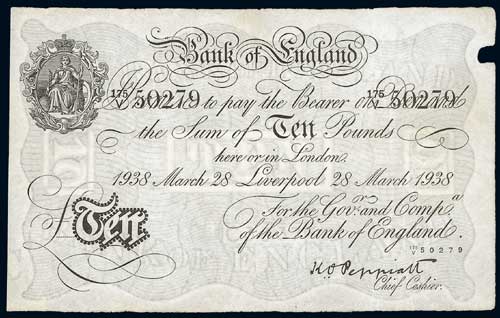 Bank of England
175/V 50279 175/V 50279
Promise to pay the Bearer on Demand
the Sum of Ten Pounds
here or in London.
1938 March 28 Liverpool 28 March 1938
For the Govr. and Compa.
of the Bank of England.
175/V 50279
£Ten
K O Peppiatt
Chief Cashier.